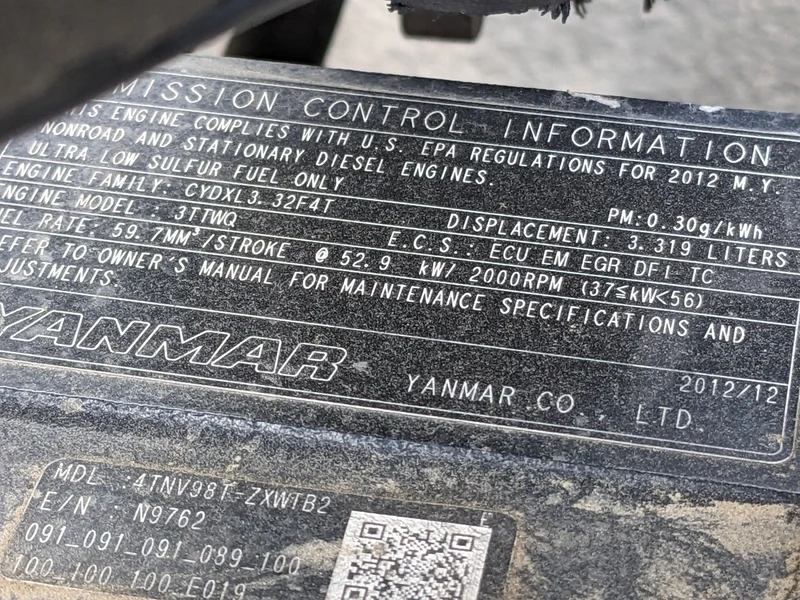 MISSION CONTROL INFORMATION
THIS ENGINE COMPLIES WITH U.S. EPA REGULATIONS FOR 2012 M.Y.
NONROAD AND STATIONARY DIESEL ENGINES.
ULTRA LOW SULFUR FUEL ONLY
PM:0.30g/kWh
ENGINE FAMILY: CYDXL3.32F4T
DISPLACEMENT: 3.319 LITERS
NGINE MODEL : 3TTWQ
E.C.S.: ECU EM EGR DFI TC
UEL RATE: 59.7MM³/STROKE @ 52.9 kW/ 2000RPM (37≦kW<56)
EFER TO OWNER'S MANUAL FOR MAINTENANCE SPECIFICATIONS AND
JUSTMENTS.
YANMAR
YANMAR CO., LTD.
2012/12
MDL : 4TNV98T-ZXWTB2
E/N : N9762
E
091_091_091_089_100
100_100_100_E019